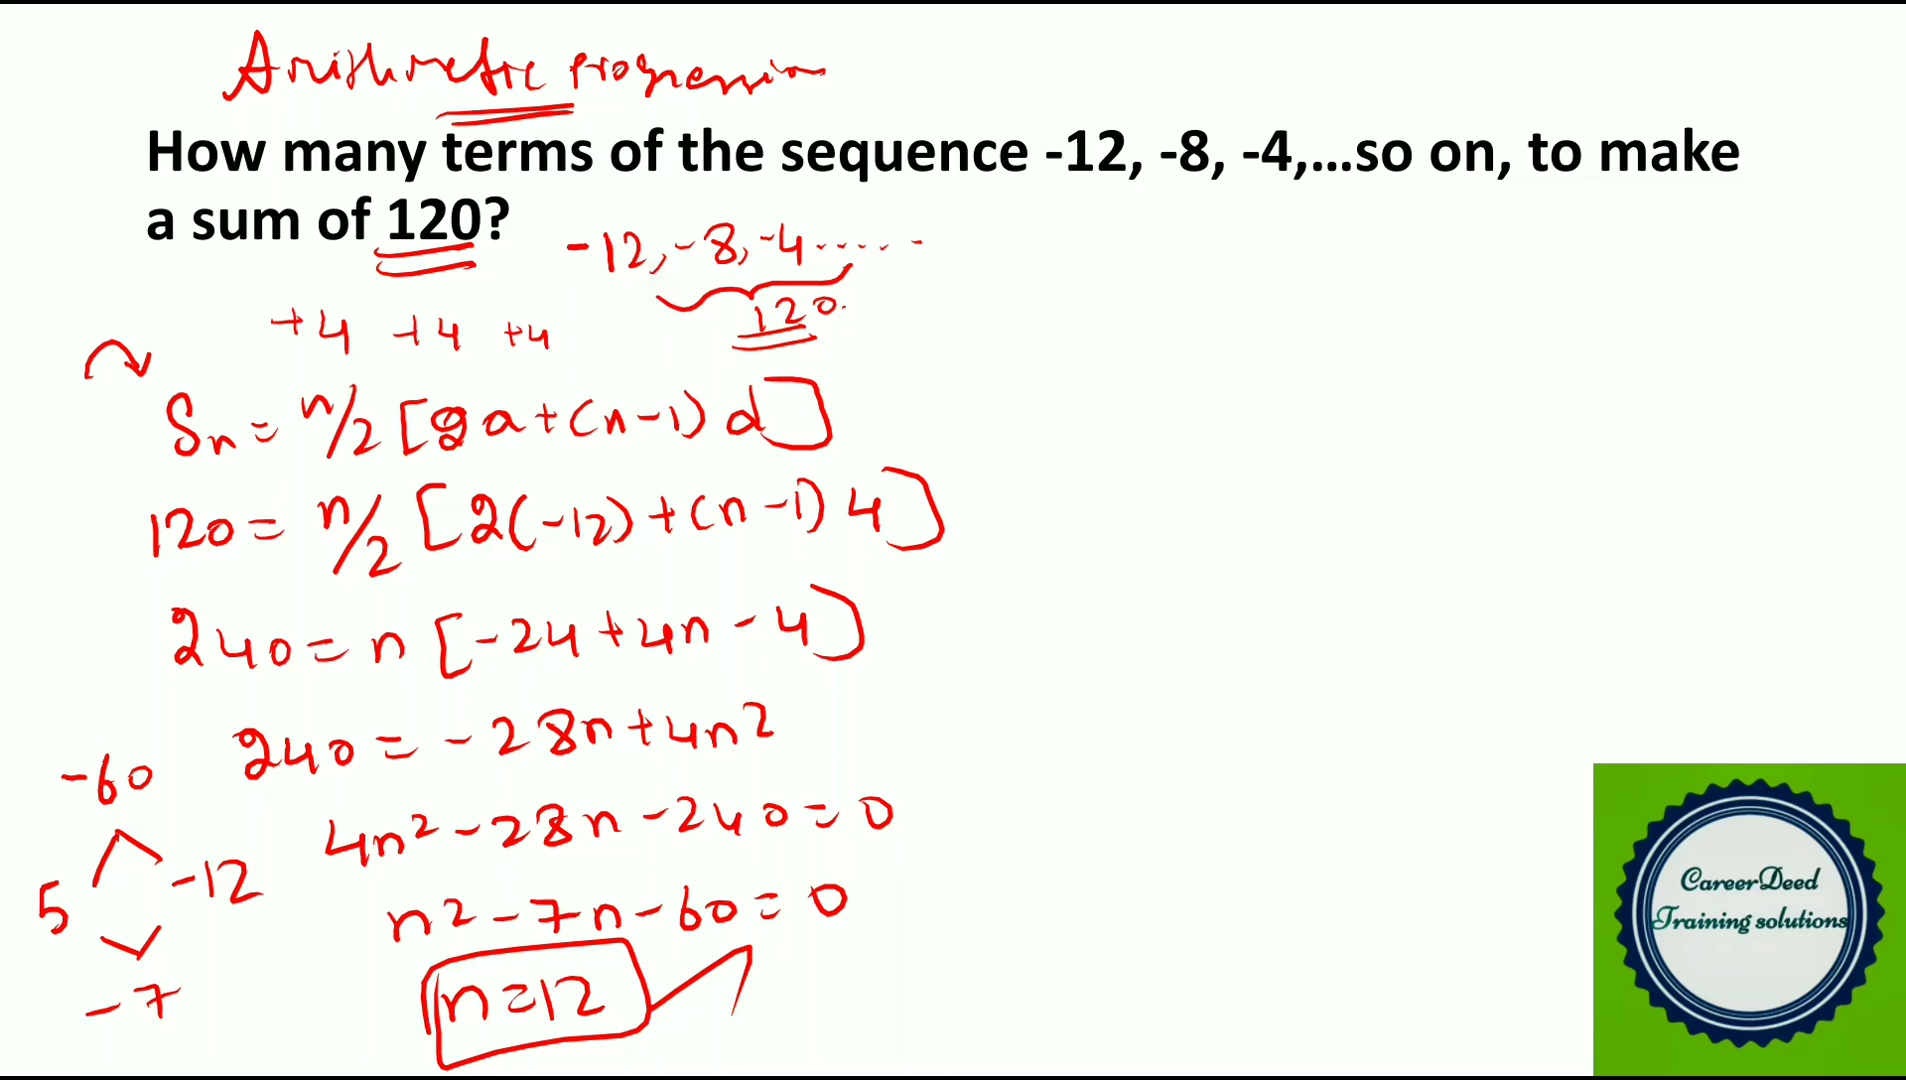 Arithmetic progression
How many terms of the sequence -12, -8, -4,...so on, to make
a sum of 120?
-12, -8, -4......
120.
+4 +4 +4
Sn = n/2 [2a+(n-1)d]
120 = n/2 [2(-12)+(n-1)4]
240 = n [-24+4n-4]
240 = -28n+4n²
4n²-28n-240=0
n²-7n-60=0
n=12
-60
5 -12
-7
CareerDeed
Training solutions